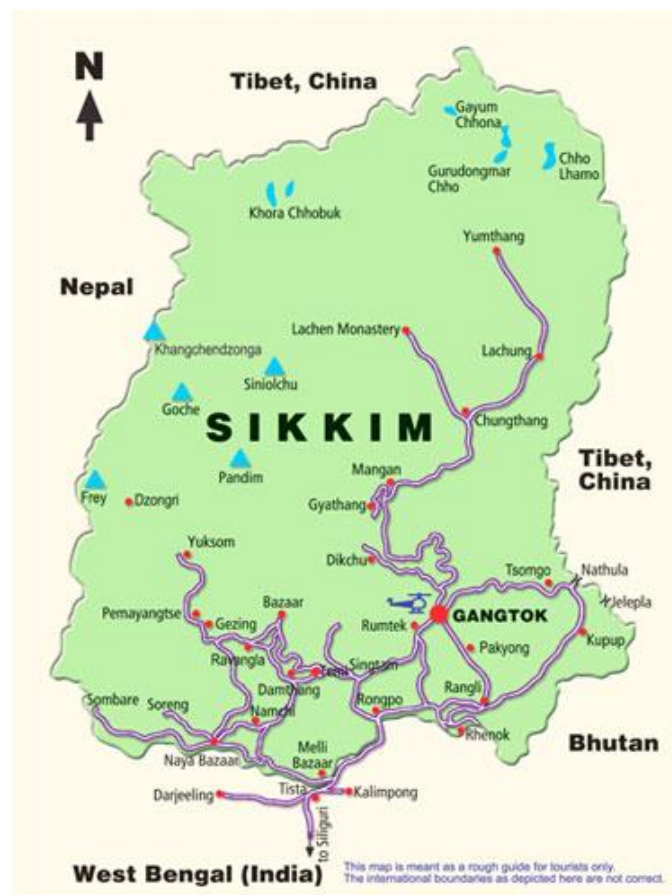 N
Tibet, China
Gayum
Chhona
Gurudongmar
Chho
Chho
Lhamo
Khora Chhobuk
Yumthang
Nepal
Lachen Monastery
Khangchendzonga
Lachung
Siniolchu
Goche
SIKKIM
Chungthang
Tibet,
China
Mangan
Pandim
Frey
Dzongri
Gyathang
Yuksom
Dikchu
Tsomgo
Nathula
Jelepla
Bazaar
Pemayangtse
Gezing
Rumtek
GANGTOK
Kupup
Pakyong
Ravangla
Singtam
Temi
Damthang
Rangli
Sombare
Soreng
Namchi
Rongpo
Rhenok
Bhutan
Naya Bazaar
Melli
Bazaar
Darjeeling
Tista
Kalimpong
to Siliguri
West Bengal (India)
This map is meant as a rough guide for tourists only.
The international boundaries as depicted here are not correct.